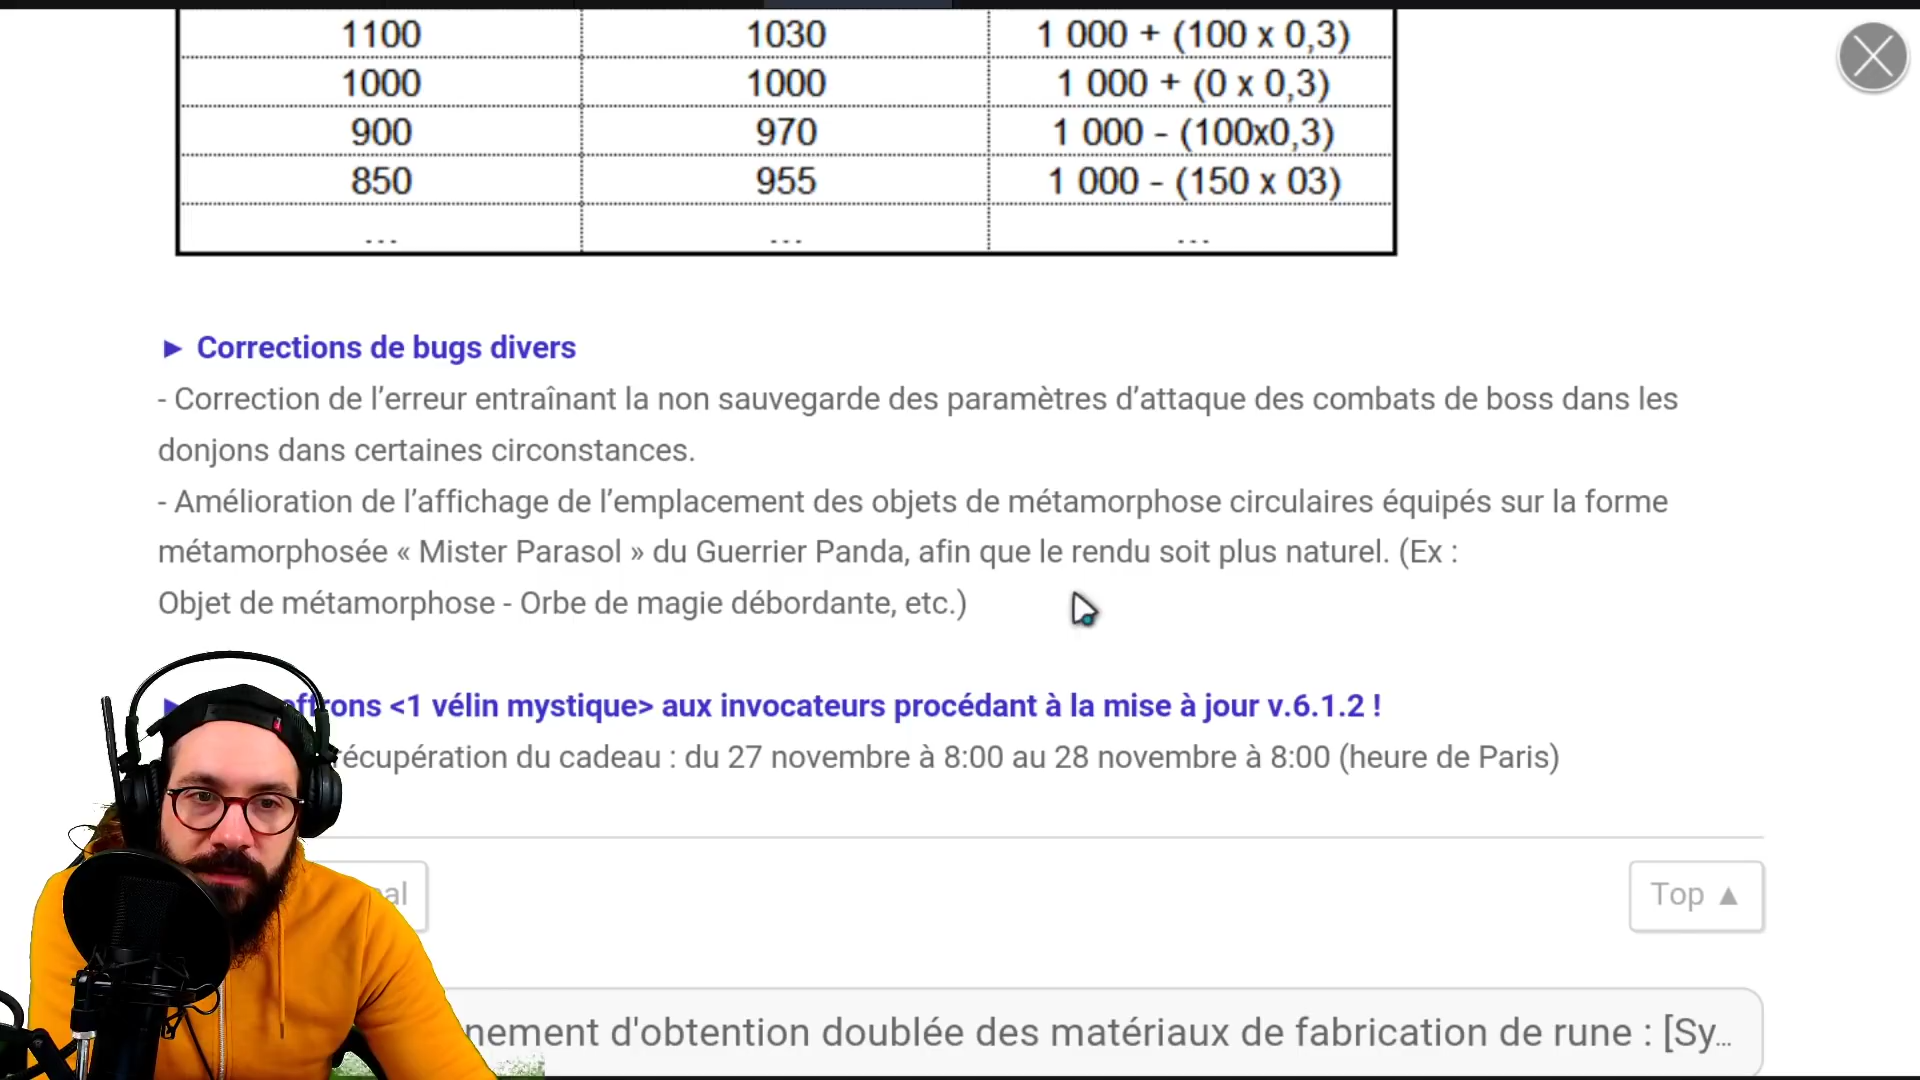 1100 1030 1 000 + (100 x 0,3)
1000 1000 1 000 + (0 x 0,3)
900 970 1 000 - (100x0,3)
850 955 1 000 - (150 x 03)
... ... ...
► Corrections de bugs divers
- Correction de l’erreur entraînant la non sauvegarde des paramètres d’attaque des combats de boss dans les
donjons dans certaines circonstances.
- Amélioration de l’affichage de l’emplacement des objets de métamorphose circulaires équipés sur la forme
métamorphosée « Mister Parasol » du Guerrier Panda, afin que le rendu soit plus naturel. (Ex :
Objet de métamorphose - Orbe de magie débordante, etc.)
► offrons <1 vélin mystique> aux invocateurs procédant à la mise à jour v.6.1.2 !
récupération du cadeau : du 27 novembre à 8:00 au 28 novembre à 8:00 (heure de Paris)
al
Top ▲
nement d'obtention doublée des matériaux de fabrication de rune : [Sy...